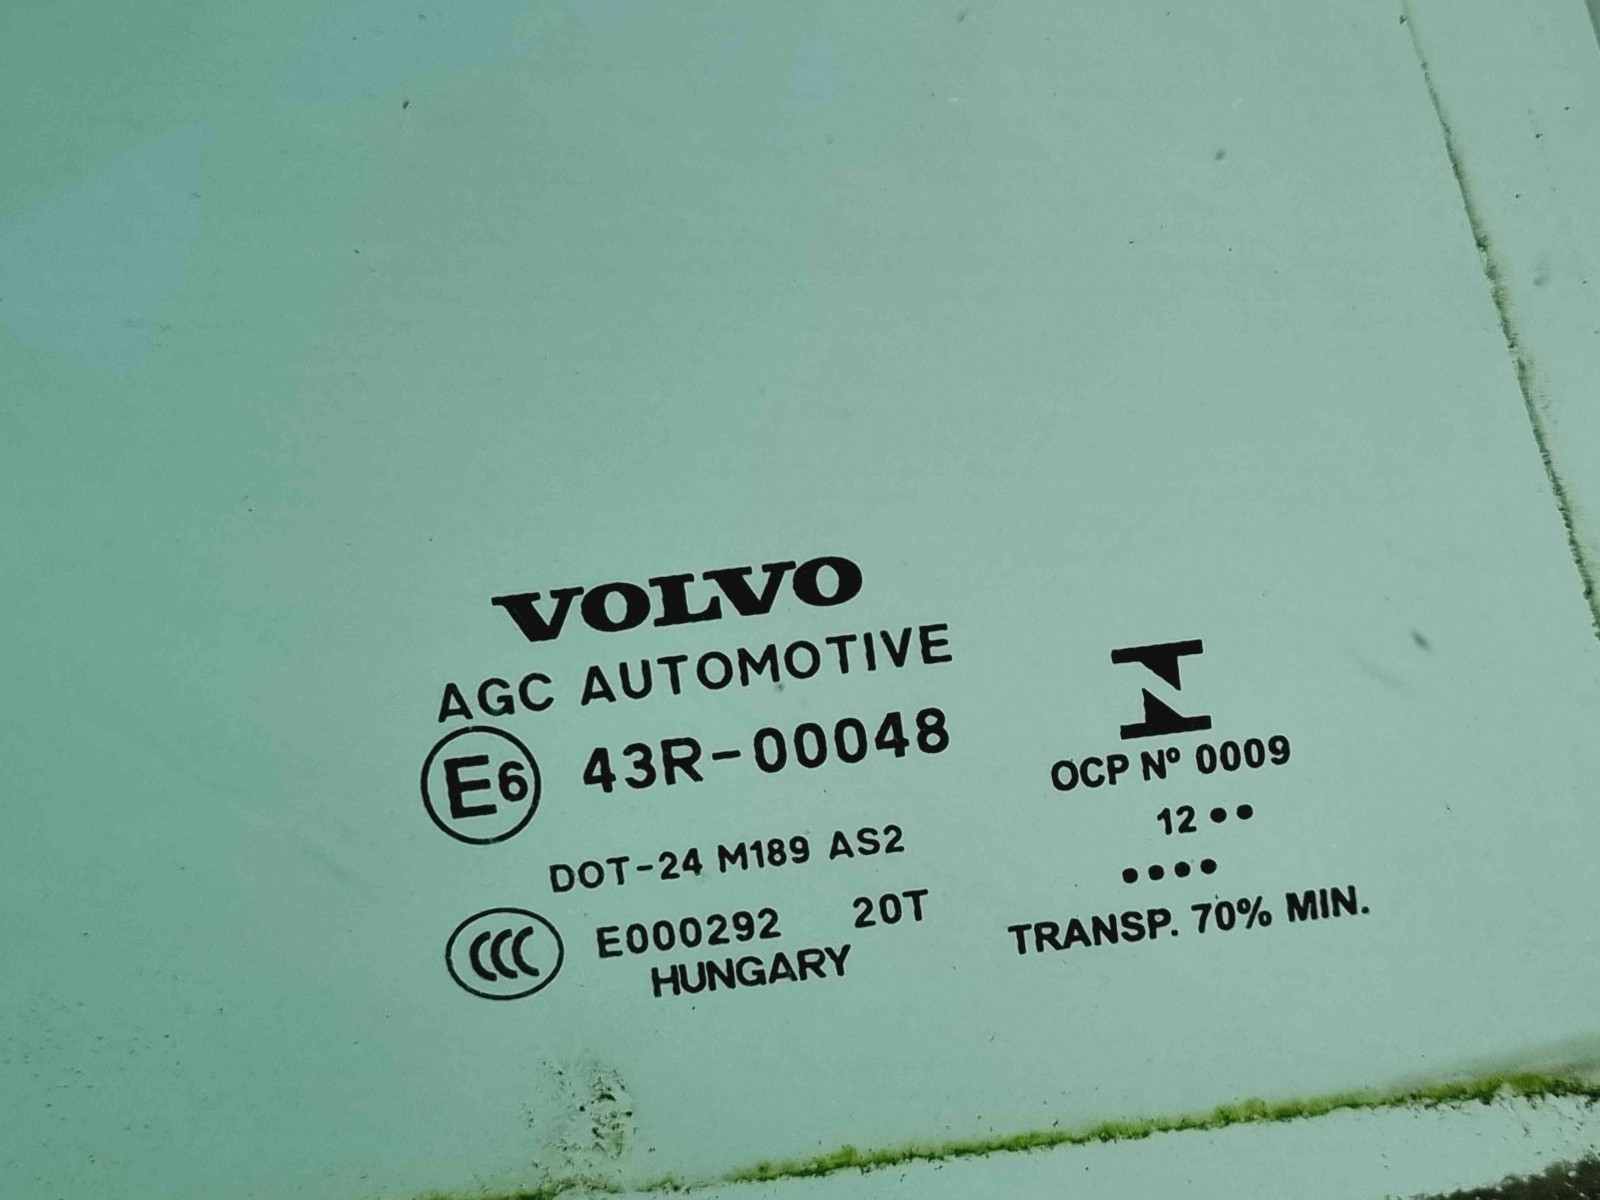 VOLVO
AGC AUTOMOTIVE
E6 43R-00048
DOT-24 M189 AS2
CCC E000292 20T
HUNGARY
OCP Nº 0009
12 ••
••••
TRANSP. 70% MIN.